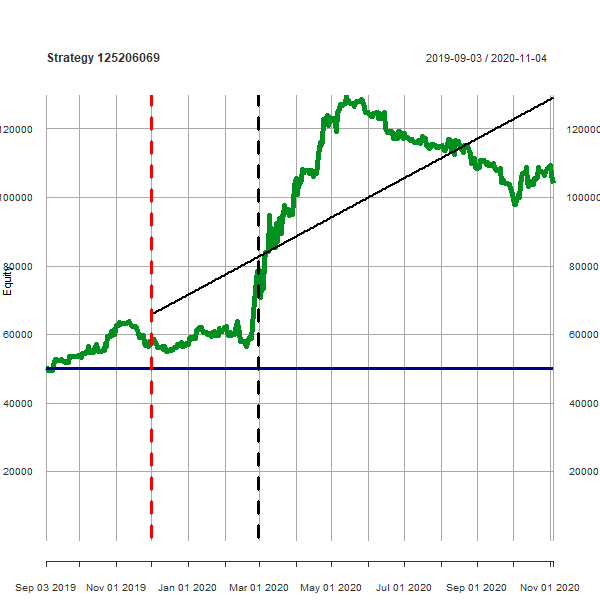 Strategy 125206069
2019-09-03 / 2020-11-04
120000
120000
100000
100000
80000
80000
Equity
60000
60000
40000
40000
20000
20000
Sep 03 2019
Nov 01 2019
Jan 01 2020
Mar 01 2020
May 01 2020
Jul 01 2020
Sep 01 2020
Nov 01 2020